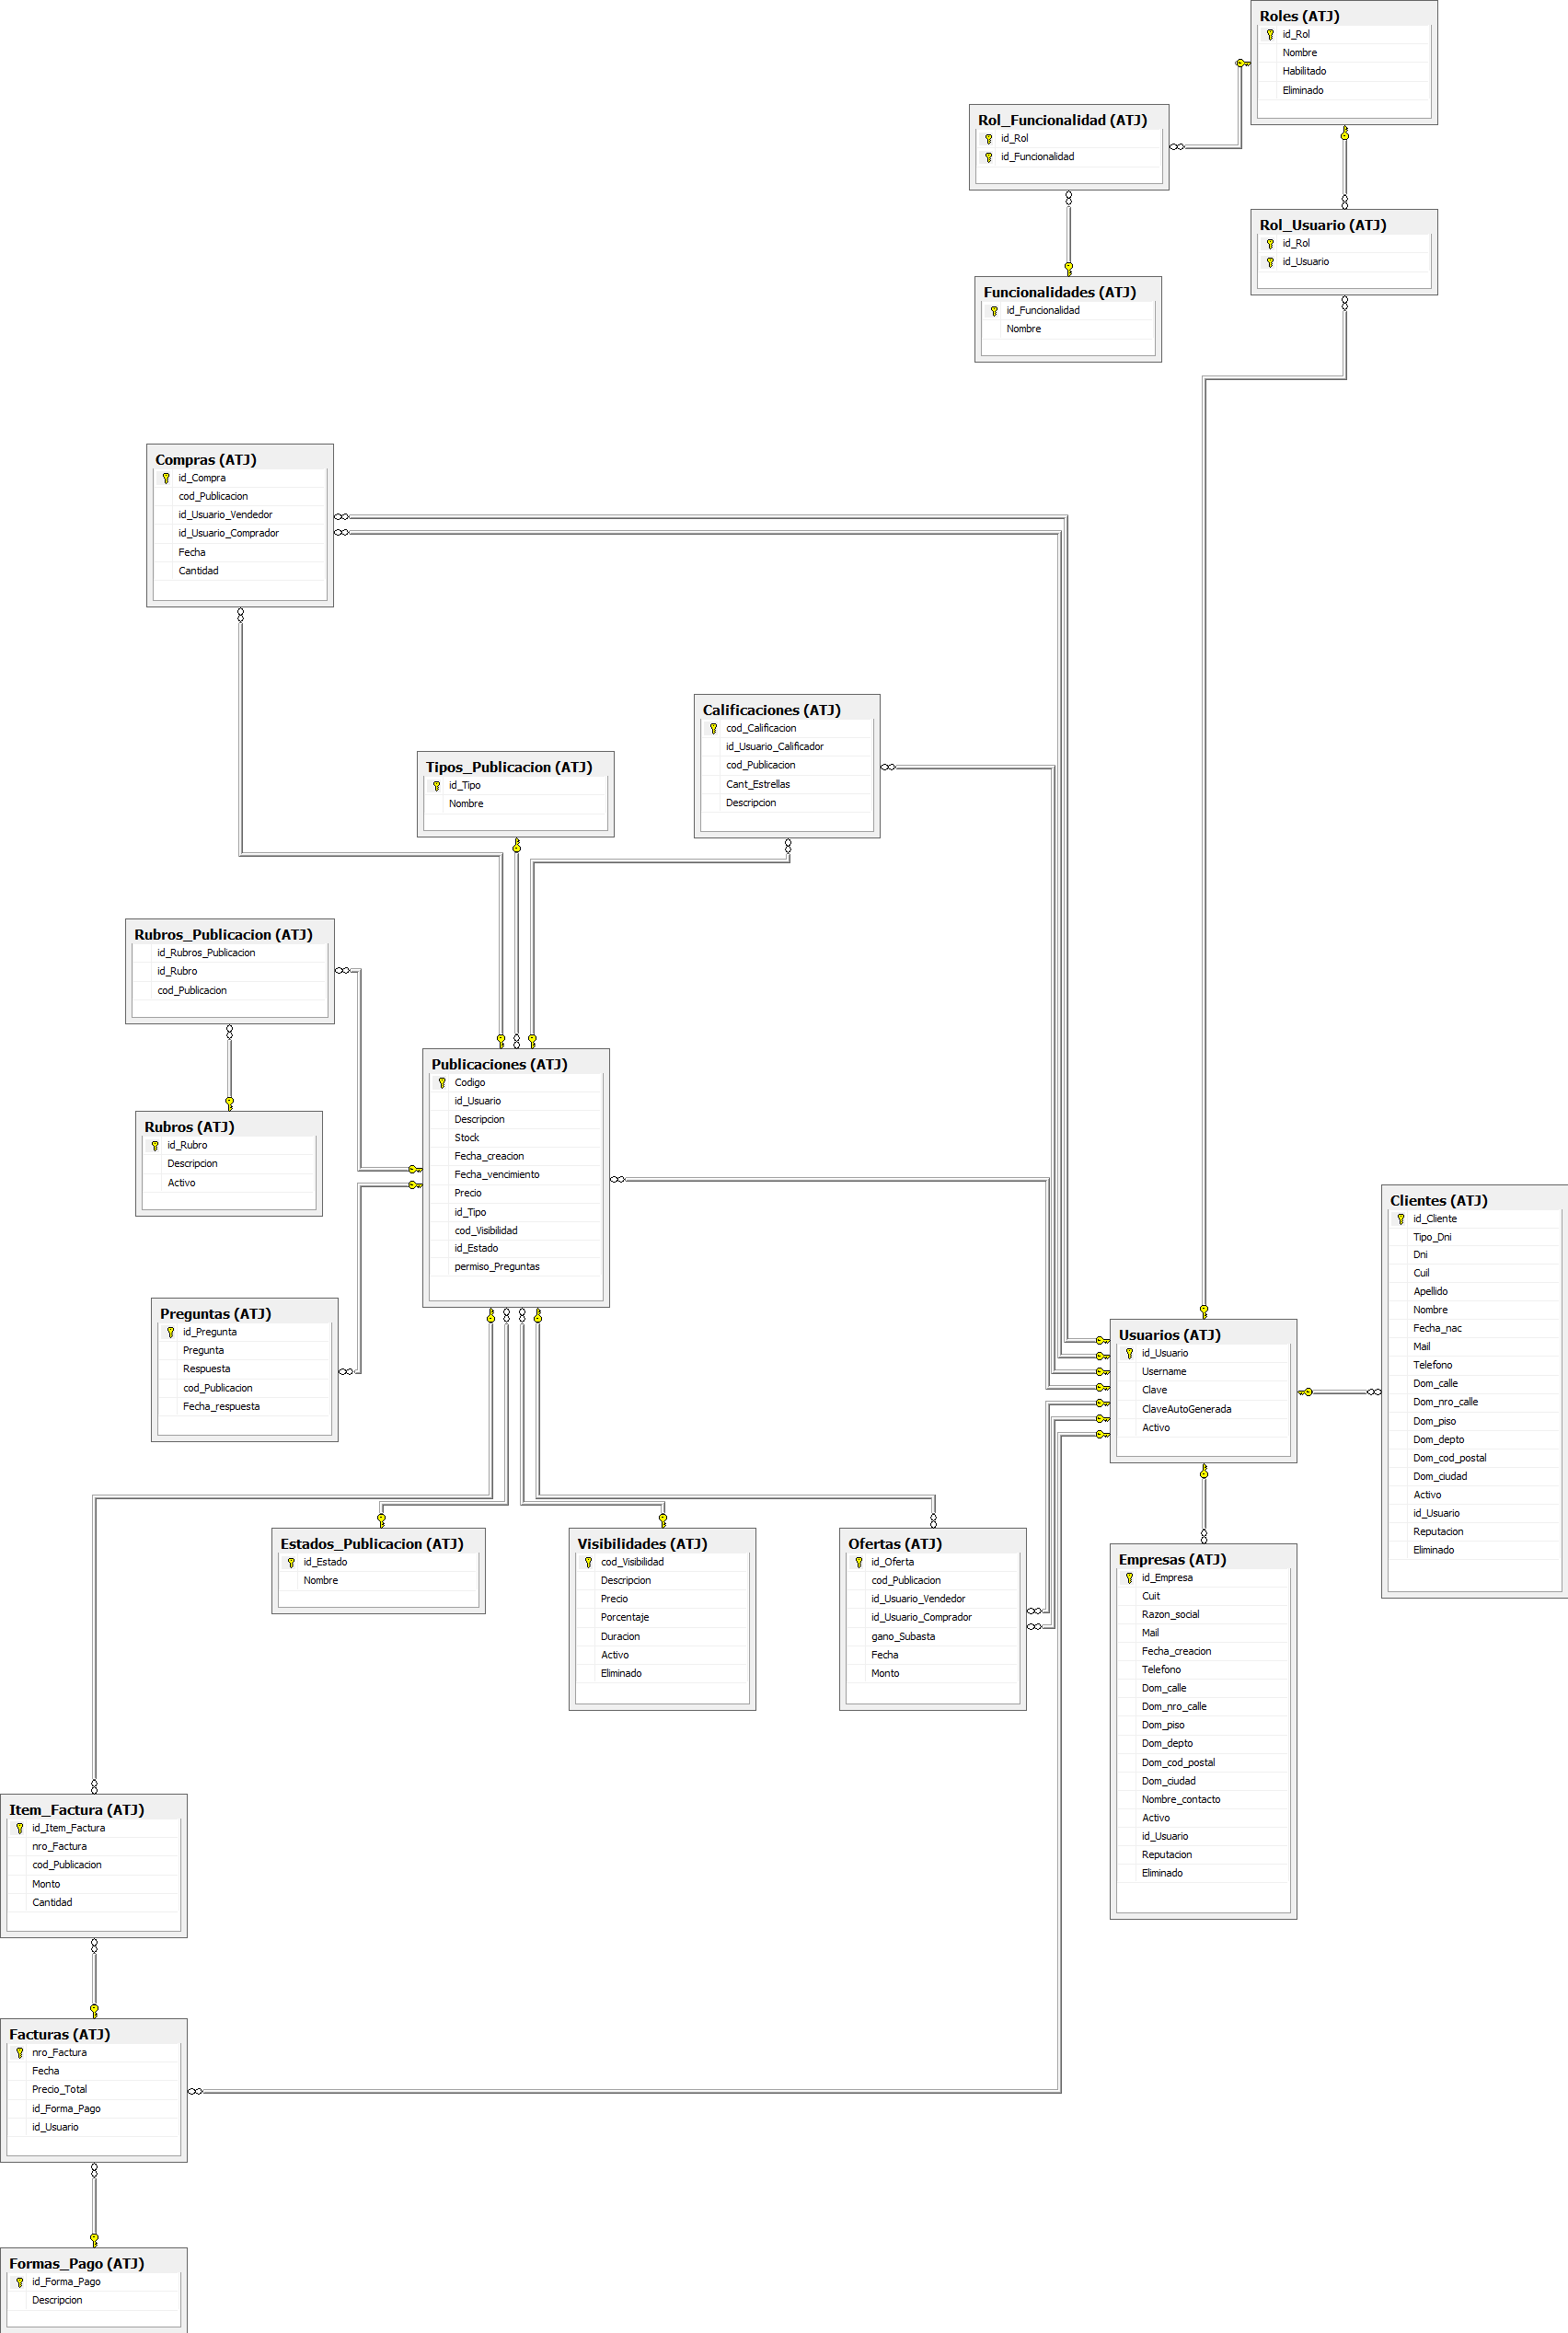 Roles (ATJ)
id_Rol
Nombre
Habilitado
Eliminado
Rol_Funcionalidad (ATJ)
id_Rol
id_Funcionalidad
Rol_Usuario (ATJ)
id_Rol
id_Usuario
Funcionalidades (ATJ)
id_Funcionalidad
Nombre
Compras (ATJ)
id_Compra
cod_Publicacion
id_Usuario_Vendedor
id_Usuario_Comprador
Fecha
Cantidad
Calificaciones (ATJ)
cod_Calificacion
id_Usuario_Calificador
cod_Publicacion
Cant_Estrellas
Descripcion
Tipos_Publicacion (ATJ)
id_Tipo
Nombre
Rubros_Publicacion (ATJ)
id_Rubros_Publicacion
id_Rubro
cod_Publicacion
Publicaciones (ATJ)
Codigo
id_Usuario
Descripcion
Stock
Fecha_creacion
Fecha_vencimiento
Precio
id_Tipo
cod_Visibilidad
id_Estado
permiso_Preguntas
Rubros (ATJ)
id_Rubro
Descripcion
Activo
Clientes (ATJ)
id_Cliente
Tipo_Dni
Dni
Cuil
Apellido
Nombre
Fecha_nac
Mail
Telefono
Dom_calle
Dom_nro_calle
Dom_piso
Dom_depto
Dom_cod_postal
Dom_ciudad
Activo
id_Usuario
Reputacion
Eliminado
Preguntas (ATJ)
id_Pregunta
Pregunta
Respuesta
cod_Publicacion
Fecha_respuesta
Usuarios (ATJ)
id_Usuario
Username
Clave
ClaveAutoGenerada
Activo
Estados_Publicacion (ATJ)
id_Estado
Nombre
Visibilidades (ATJ)
cod_Visibilidad
Descripcion
Precio
Porcentaje
Duracion
Activo
Eliminado
Ofertas (ATJ)
id_Oferta
cod_Publicacion
id_Usuario_Vendedor
id_Usuario_Comprador
gano_Subasta
Fecha
Monto
Empresas (ATJ)
id_Empresa
Cuit
Razon_social
Mail
Fecha_creacion
Telefono
Dom_calle
Dom_nro_calle
Dom_piso
Dom_depto
Dom_cod_postal
Dom_ciudad
Nombre_contacto
Activo
id_Usuario
Reputacion
Eliminado
Item_Factura (ATJ)
id_Item_Factura
nro_Factura
cod_Publicacion
Monto
Cantidad
Facturas (ATJ)
nro_Factura
Fecha
Precio_Total
id_Forma_Pago
id_Usuario
Formas_Pago (ATJ)
id_Forma_Pago
Descripcion